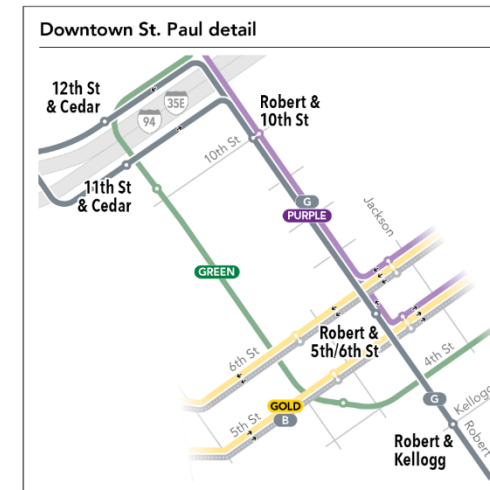 Downtown St. Paul detail
12th St
& Cedar
94
35E
Robert &
10th St
10th St
11th St
& Cedar
G
PURPLE
Jackson
GREEN
Robert &
5th/6th St
6th St
4th St
GOLD
B
5th St
G
Kellogg
Robert
Robert &
Kellogg